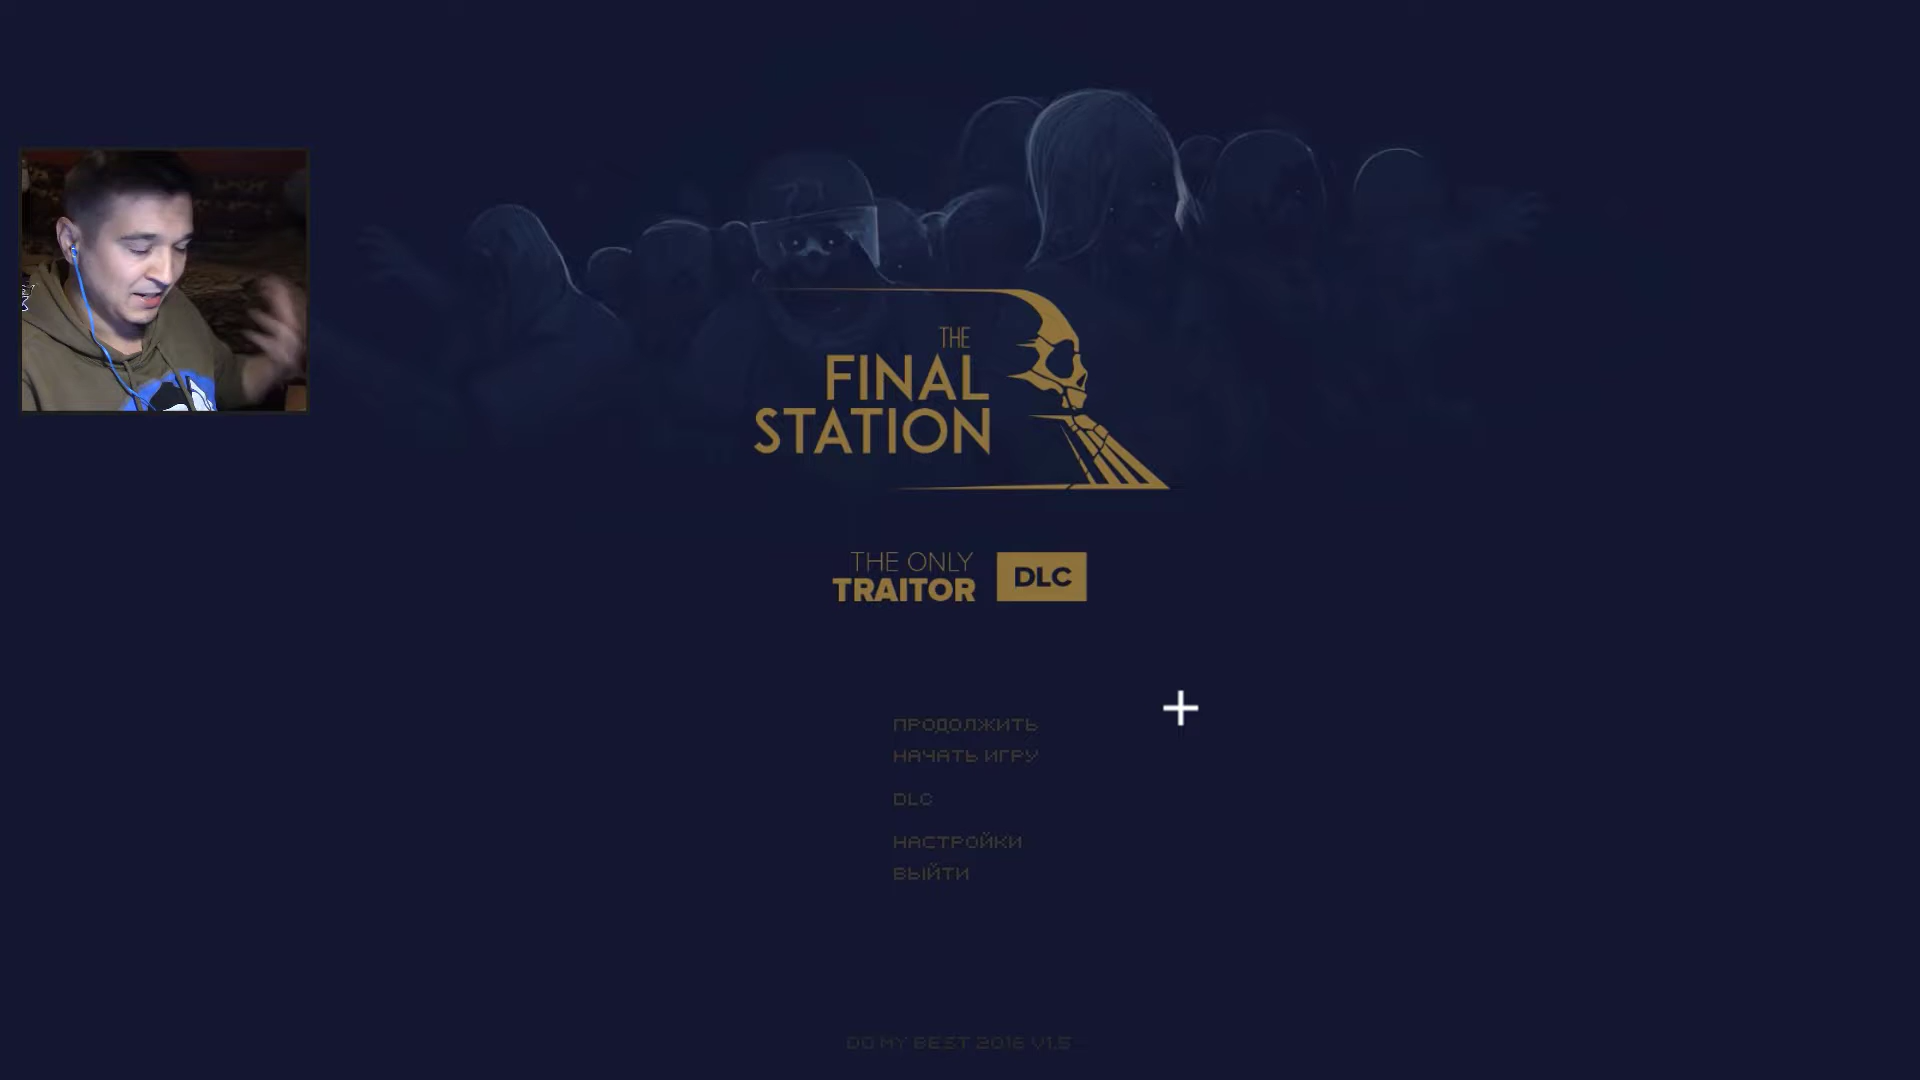 THE
FINAL
STATION
THE ONLY
TRAITOR
DLC
ПРОДОЛЖИТЬ
НАЧАТЬ ИГРУ
DLC
НАСТРОЙКИ
ВЫЙТИ
DO MY BEST 2016 V1.5